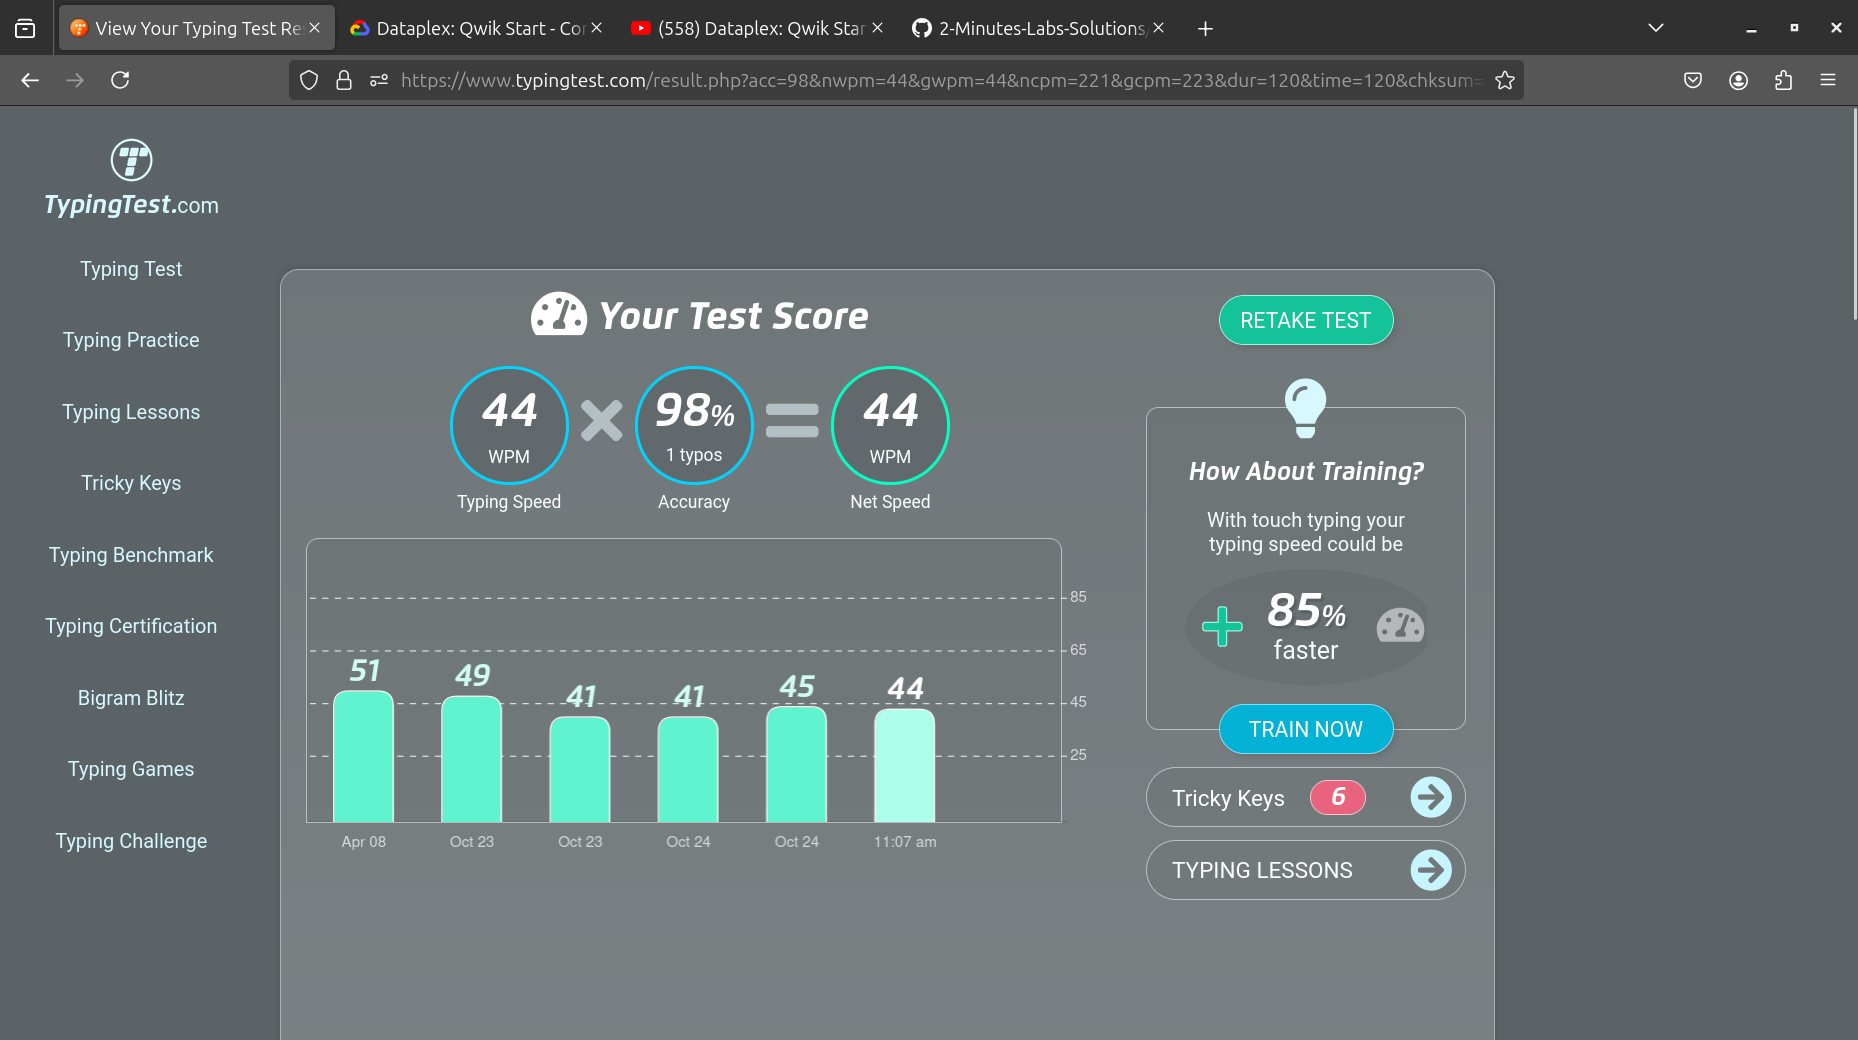 View Your Typing Test Re
Dataplex: Qwik Start - Cor
(558) Dataplex: Qwik Star
2-Minutes-Labs-Solutions/
https://www.typingtest.com/result.php?acc=98&nwpm=44&gwpm=44&ncpm=221&gcpm=223&dur=120&time=120&chksum=
TypingTest.com
Typing Test
Typing Practice
Typing Lessons
Tricky Keys
Typing Benchmark
Typing Certification
Bigram Blitz
Typing Games
Typing Challenge
Your Test Score
44
WPM
Typing Speed
98%
1 typos
Accuracy
44
WPM
Net Speed
85
65
45
25
51
49
41
41
45
44
Apr 08
Oct 23
Oct 23
Oct 24
Oct 24
11:07 am
RETAKE TEST
How About Training?
With touch typing your
typing speed could be
85%
faster
TRAIN NOW
Tricky Keys 6
TYPING LESSONS